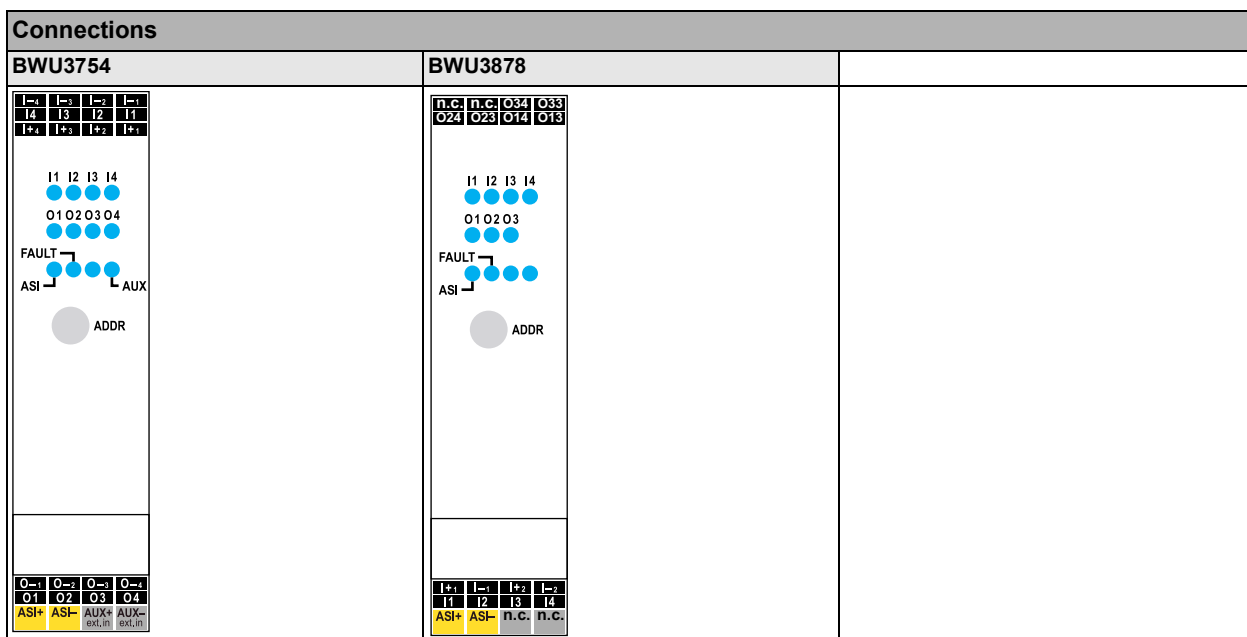 Connections
BWU3754
I–4 I–3 I–2 I–1
I4 I3 I2 I1
I+4 I+3 I+2 I+1
I1 I2 I3 I4
O1 O2 O3 O4
FAULT
ASI AUX
ADDR
O–1 O–2 O–3 O–4
O1 O2 O3 O4
ASI+ ASI– AUX+ AUX–
ext.in ext.in
BWU3878
n.c. n.c. O34 O33
O24 O23 O14 O13
I1 I2 I3 I4
O1 O2 O3
FAULT
ASI
ADDR
I+1 I–1 I+2 I–2
I1 I2 I3 I4
ASI+ ASI– n.c. n.c.